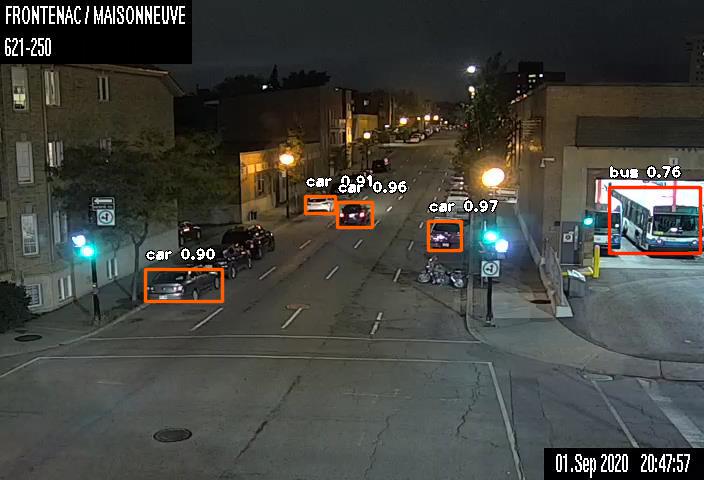 FRONTENAC / MAISONNEUVE
621-250
car 0.91
car 0.96
bus 0.76
car 0.97
car 0.90
01.Sep 2020 20:47:57